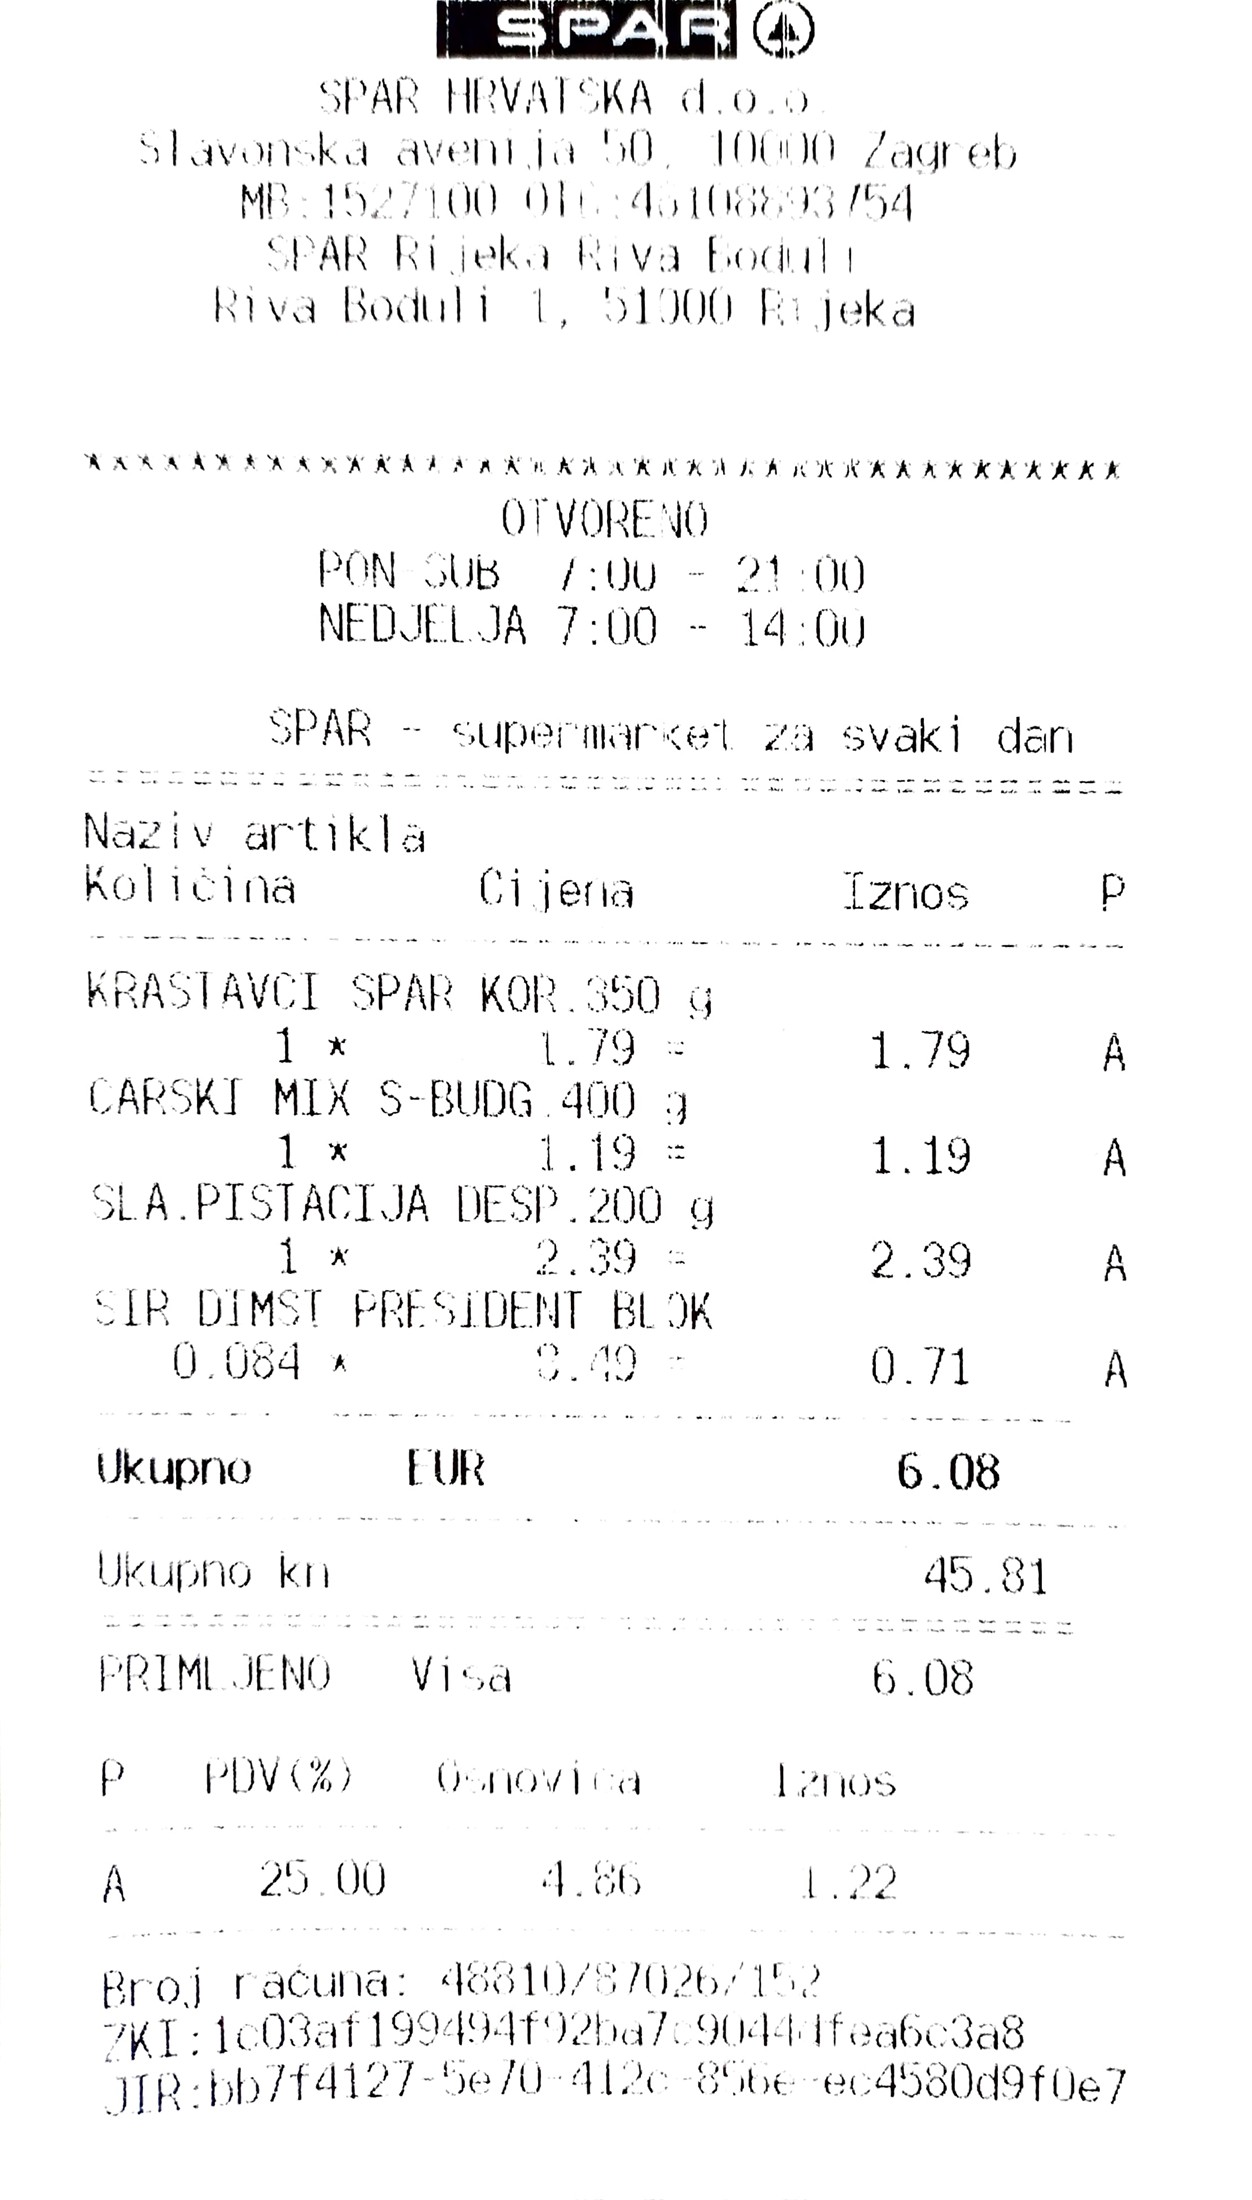 SPAR
SPAR HRVATSKA d.o.o.
Slavonska avenija 50, 10000 Zagreb
MB:1527100 OIB:46108893754
SPAR Rijeka Riva Boduli
Riva Boduli 1, 51000 Rijeka
****************************************
OTVORENO
PON-SUB 7:00 - 21:00
NEDJELJA 7:00 - 14:00
SPAR - supermarket za svaki dan
Naziv artikla
Količina Cijena Iznos P
KRASTAVCI SPAR KOR.350 g
1 * 1.79 = 1.79 A
CARSKI MIX S-BUDG.400 g
1 * 1.19 = 1.19 A
SLA.PISTACIJA DESP.200 g
1 * 2.39 = 2.39 A
SIR DIMST PRESIDENT BLOK
0.084 * 8.49 = 0.71 A
Ukupno EUR 6.08
Ukupno kn 45.81
PRIMLJENO Visa 6.08
P PDV(%) Osnovica Iznos
A 25.00 4.86 1.22
Broj računa: 48810/87026/152
ZKI:1c03af199494f92ba7c90444fea6c3a8
JIR:bb7f4127-5e70-412c-856e-ec4580d9f0e7